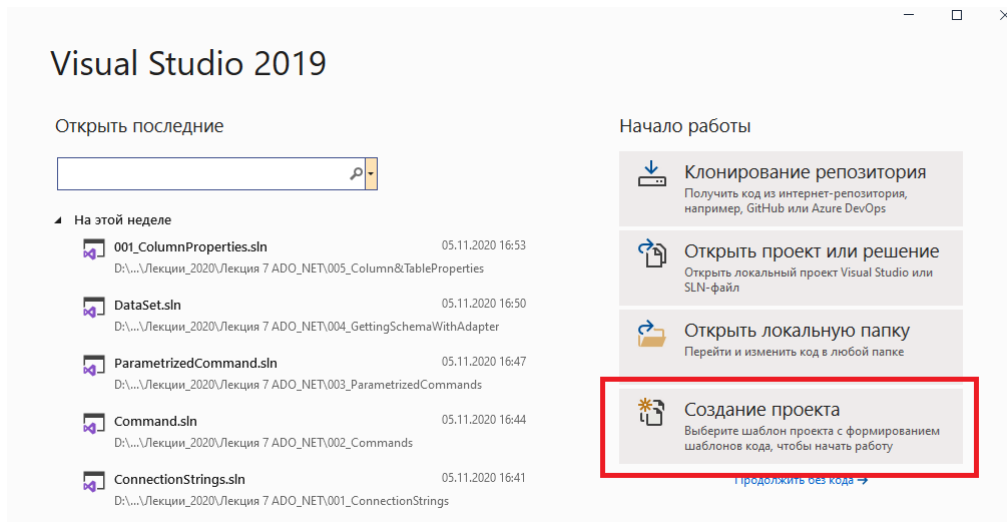 Visual Studio 2019
Открыть последние
На этой неделе
001_ColumnProperties.sln 05.11.2020 16:53
D:\...\Лекции_2020\Лекция 7 ADO_NET\005_Column&TableProperties
DataSet.sln 05.11.2020 16:50
D:\...\Лекции_2020\Лекция 7 ADO_NET\004_GettingSchemaWithAdapter
ParametrizedCommand.sln 05.11.2020 16:47
D:\...\Лекции_2020\Лекция 7 ADO_NET\003_ParametrizedCommands
Command.sln 05.11.2020 16:44
D:\...\Лекции_2020\Лекция 7 ADO_NET\002_Commands
ConnectionStrings.sln 05.11.2020 16:41
D:\...\Лекции_2020\Лекция 7 ADO_NET\001_ConnectionStrings
Начало работы
Клонирование репозитория
Получить код из интернет-репозитория,
например, GitHub или Azure DevOps
Открыть проект или решение
Открыть локальный проект Visual Studio или
SLN-файл
Открыть локальную папку
Перейти и изменить код в любой папке
Создание проекта
Выберите шаблон проекта с формированием
шаблонов кода, чтобы начать работу
Продолжить без кода →